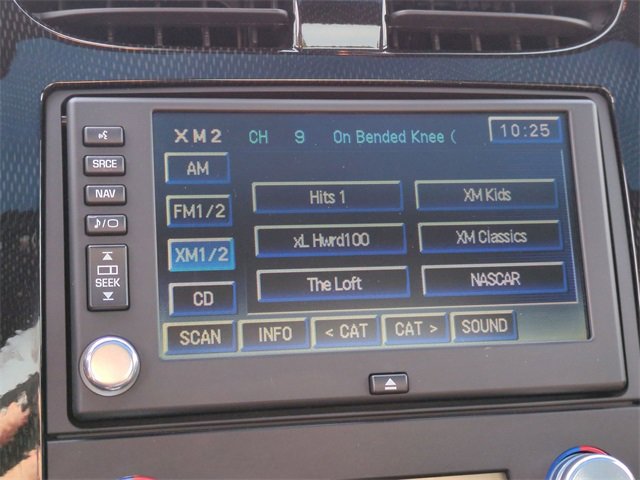 XM2 CH 9 On Bended Knee ( 10:25
SRCE
NAV
SEEK
AM
FM1/2
XM1/2
CD
Hits 1 XM Kids
xL Hwrd100 XM Classics
The Loft NASCAR
SCAN INFO < CAT CAT > SOUND